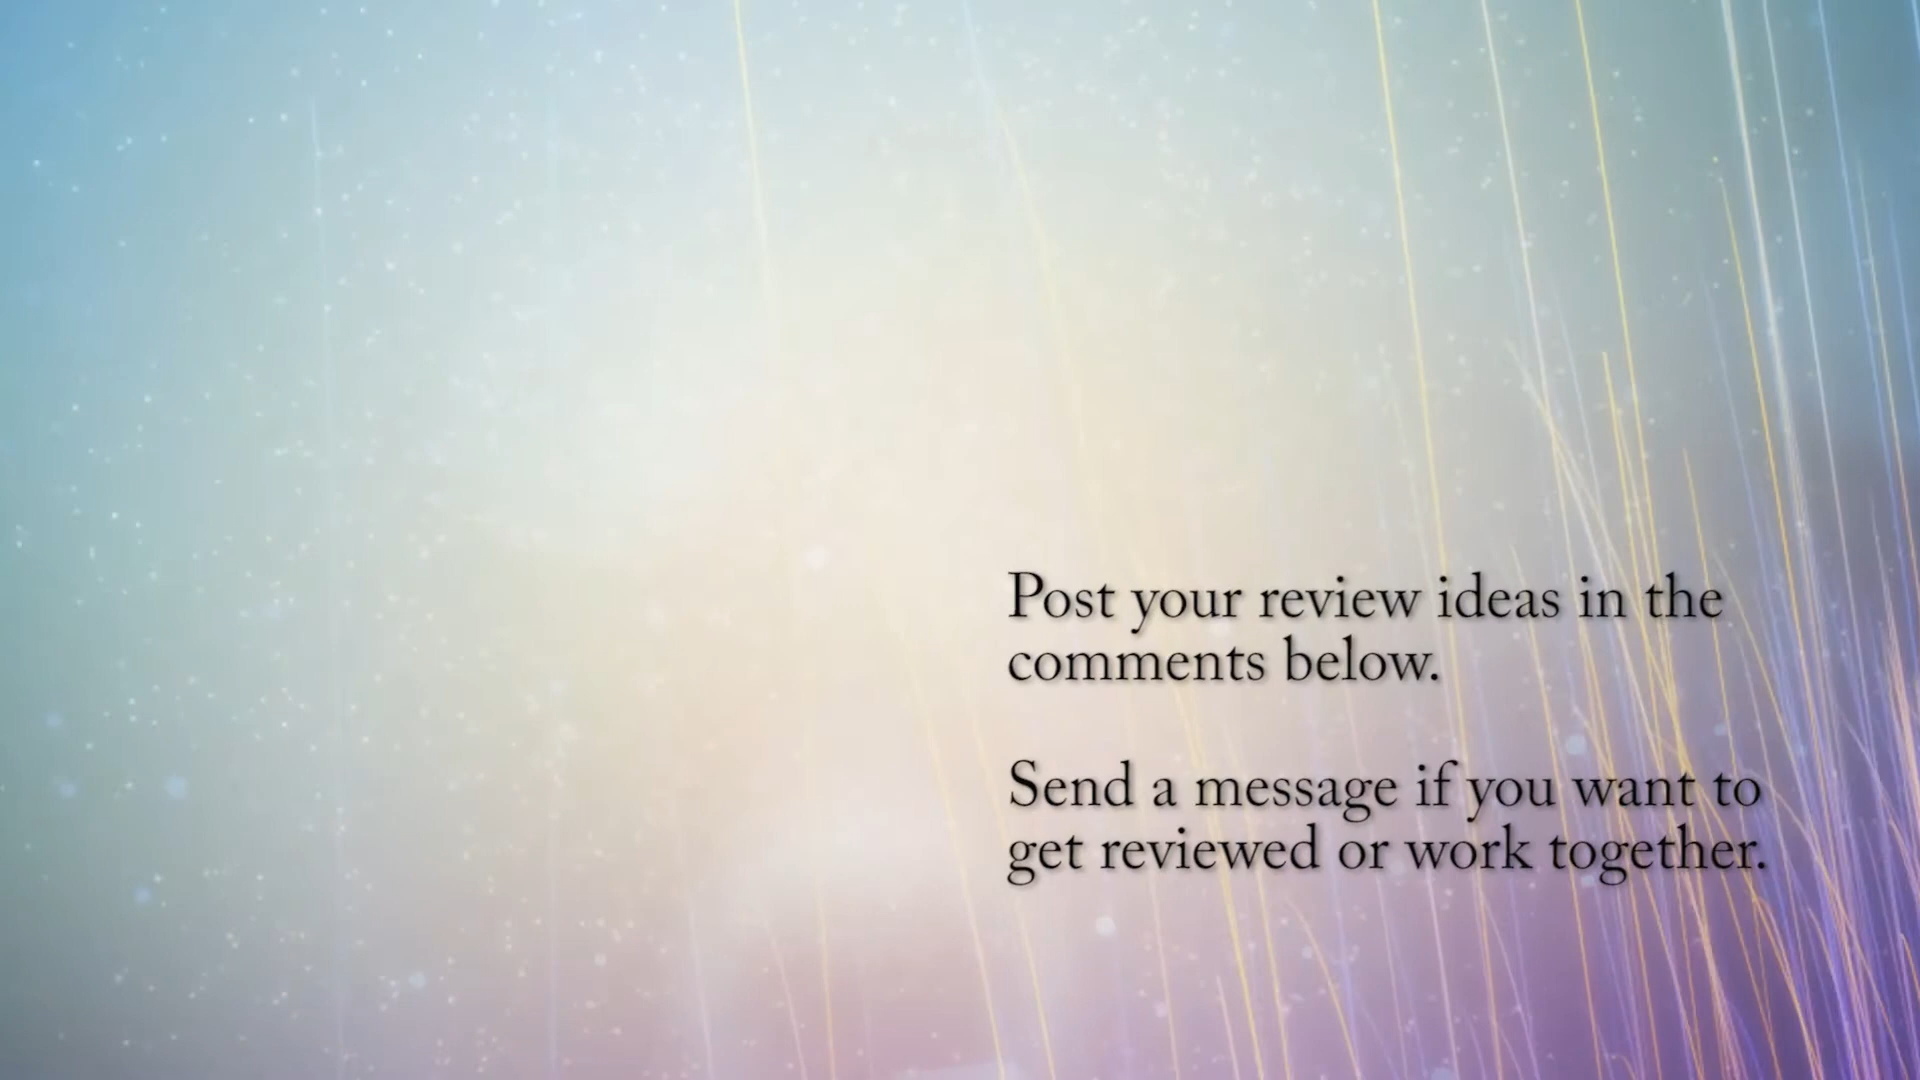 Post your review ideas in the
comments below.
Send a message if you want to
get reviewed or work together.